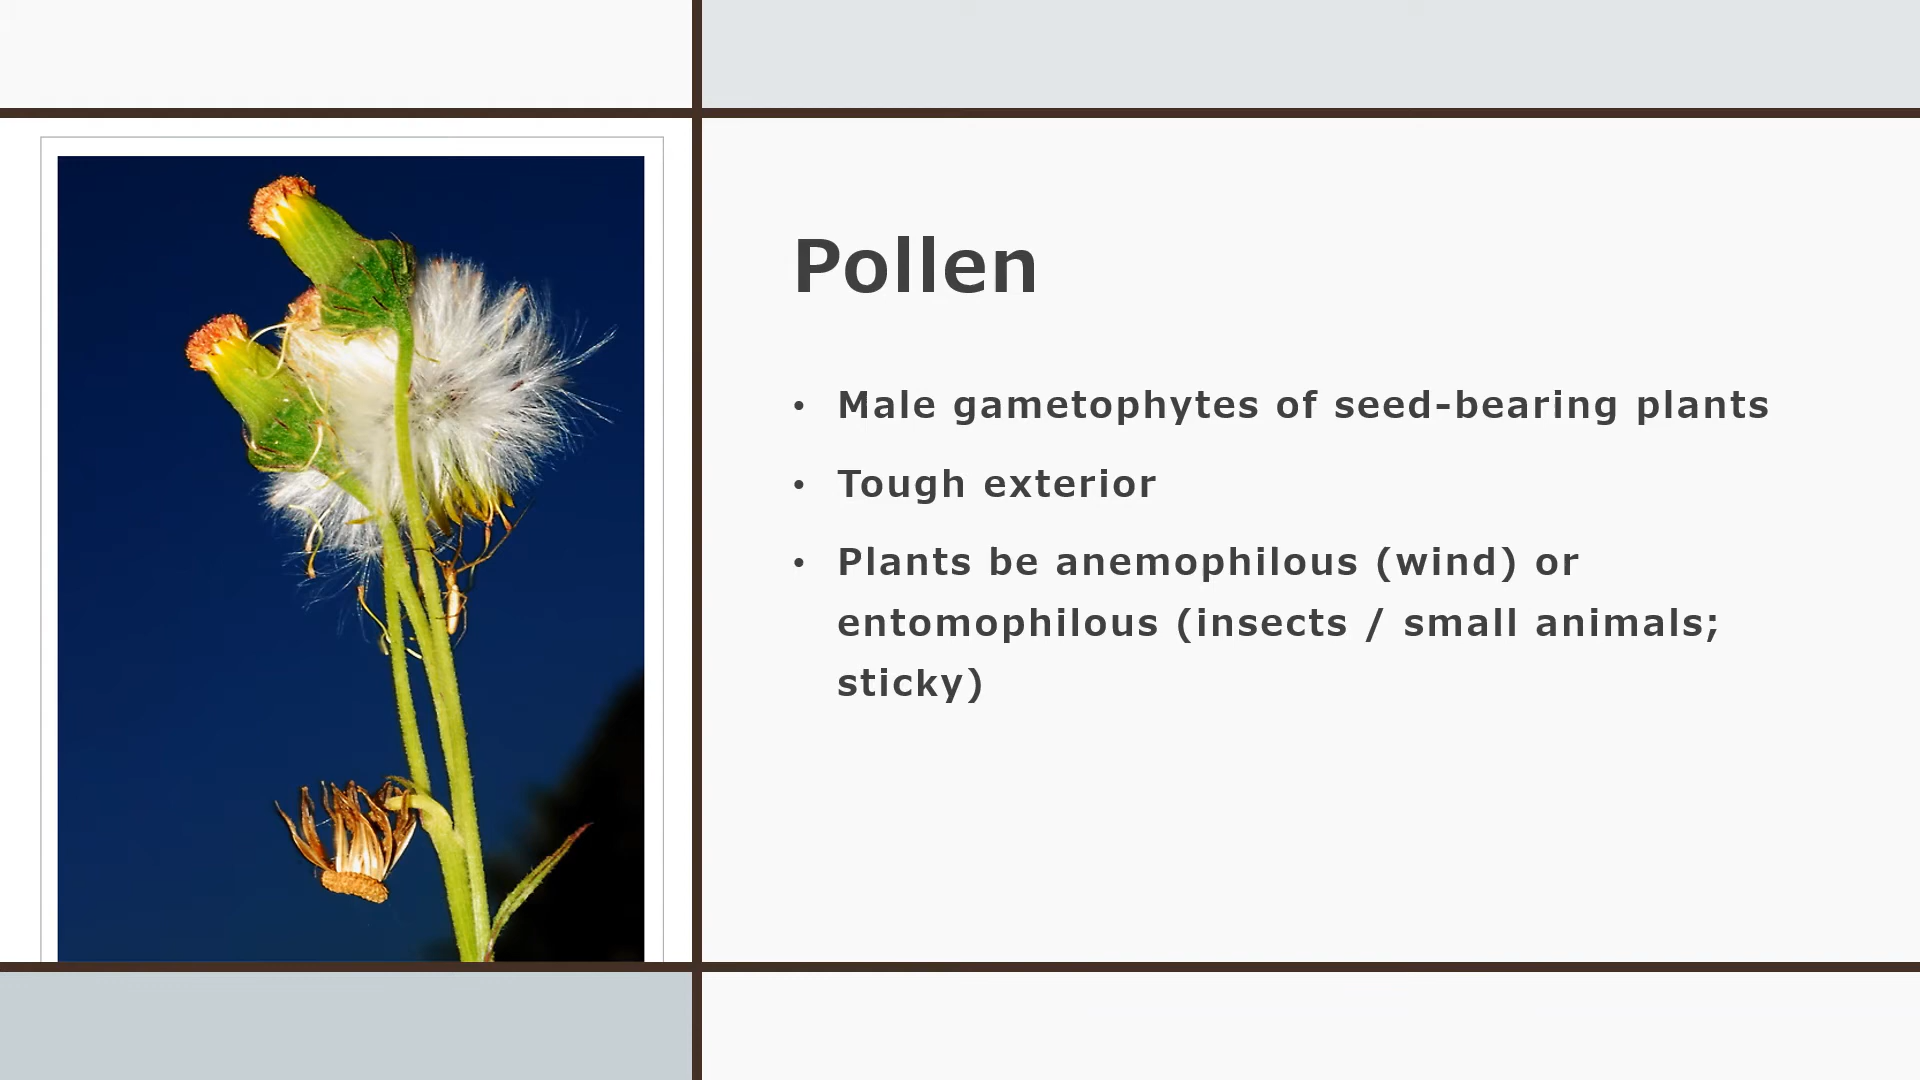 Pollen
• Male gametophytes of seed-bearing plants
• Tough exterior
• Plants be anemophilous (wind) or
entomophilous (insects / small animals;
sticky)